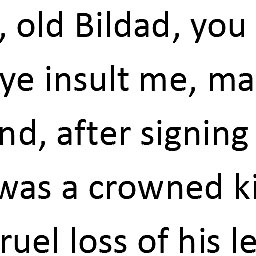 , old Bildad, you
ye insult me, ma
nd, after signing
was a crowned ki
ruel loss of his le